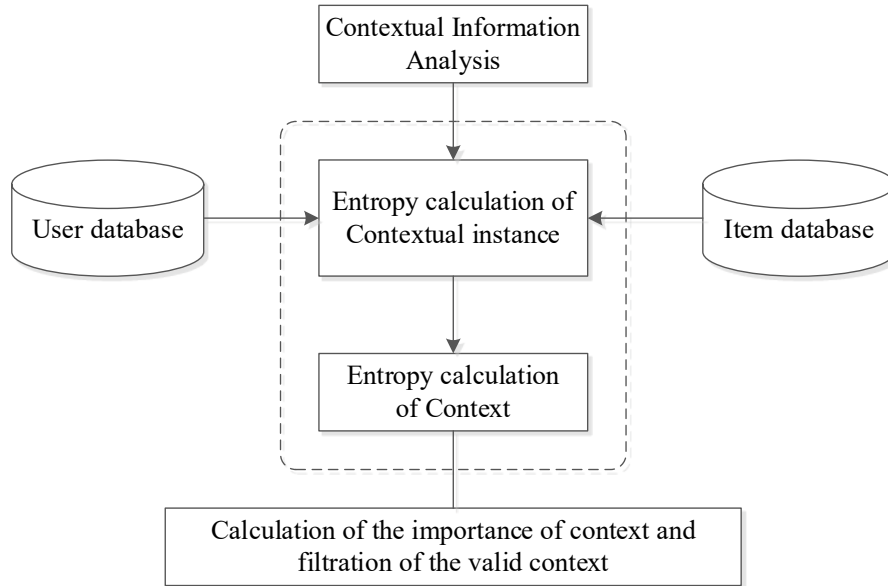 Contextual Information
Analysis
Entropy calculation of
Contextual instance
User database
Item database
Entropy calculation
of Context
Calculation of the importance of context and
filtration of the valid context